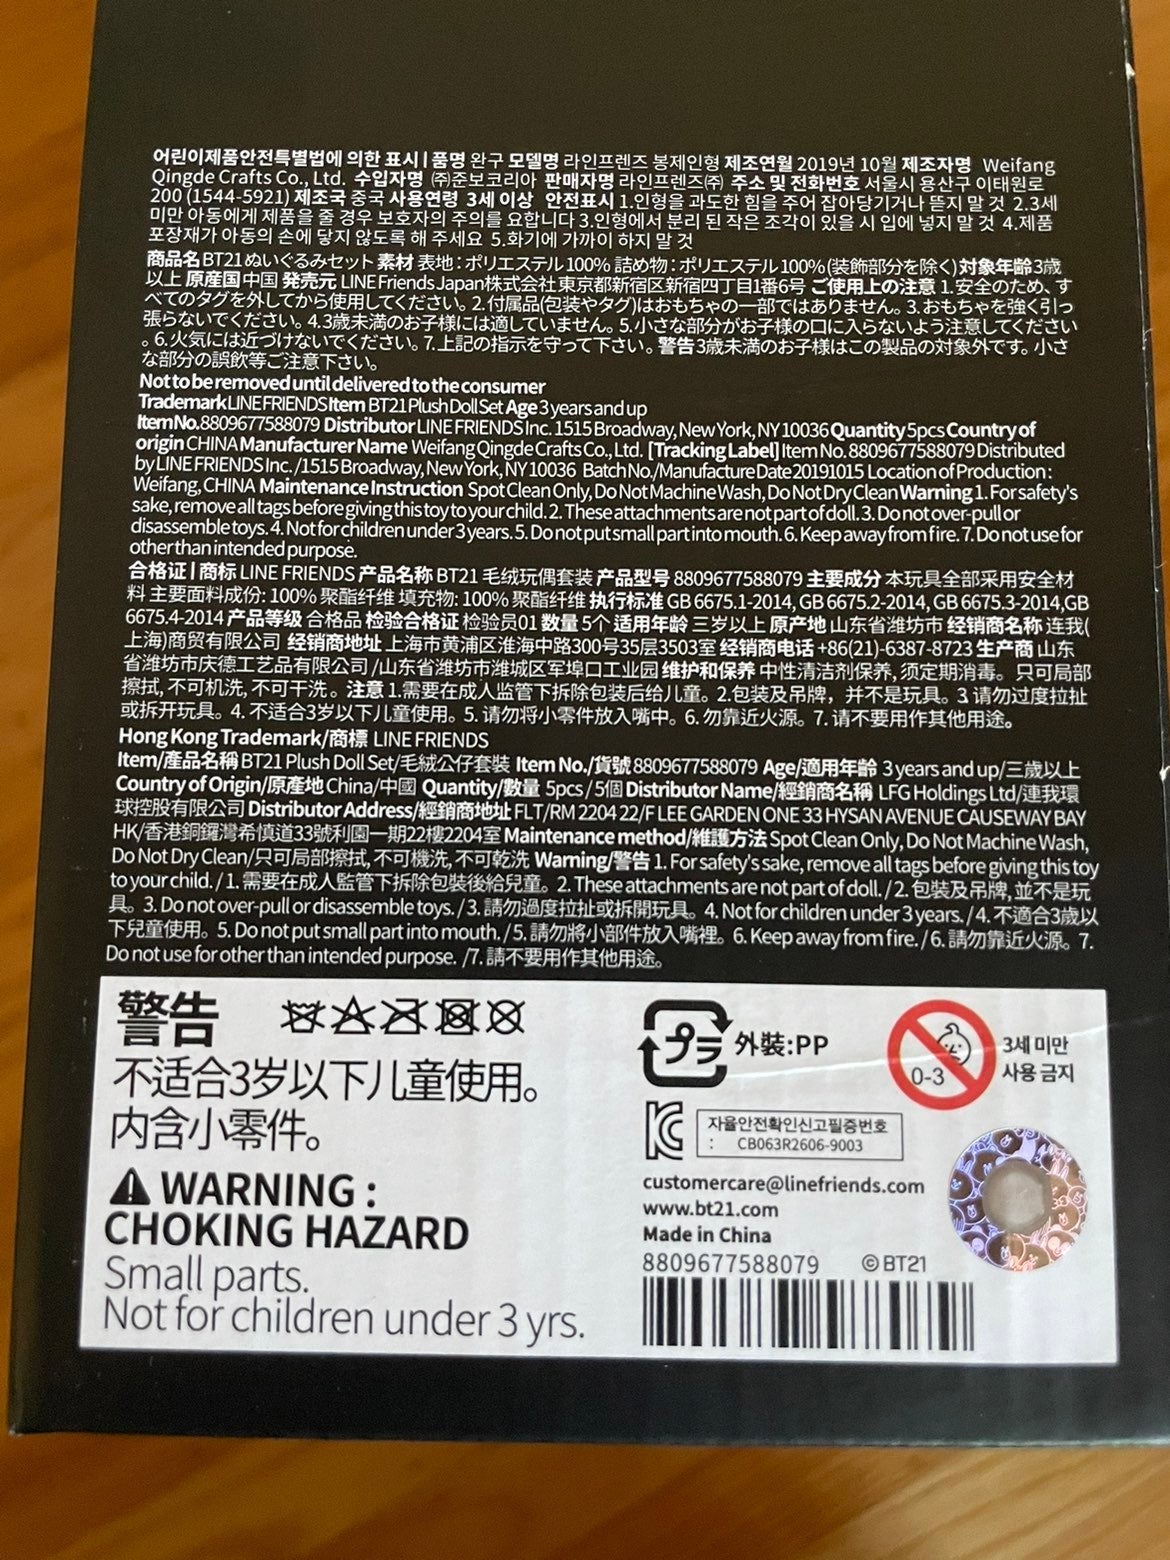 어린이제품안전특별법에 의한 표시 | 품명 완구 모델명 라인프렌즈 봉제인형 제조연월 2019년 10월 제조자명 Weifang
Qingde Crafts Co., Ltd. 수입자명 ㈜준보코리아 판매자명 라인프렌즈㈜ 주소 및 전화번호 서울시 용산구 이태원로
200 (1544-5921) 제조국 중국 사용연령 3세 이상 안전표시 1.인형을 과도한 힘을 주어 잡아당기거나 뜯지 말 것 2.3세
미만 아동에게 제품을 줄 경우 보호자의 주의를 요합니다 3.인형에서 분리 된 작은 조각이 있을 시 입에 넣지 말 것 4.제품
포장재가 아동의 손에 닿지 않도록 해 주세요 5.화기에 가까이 하지 말 것
商品名 BT21 ぬいぐるみセット 素材 表地：ポリエステル100% 詰め物：ポリエステル100% (装飾部分を除く) 対象年齢 3歳
以上 原産国 中国 発売元 LINE Friends Japan株式会社 東京都新宿区新宿四丁目1番6号 ご使用上の注意 1.安全のため、す
べてのタグを外してから使用してください。2.付属品(包装やタグ)はおもちゃの一部ではありません。3.おもちゃを強く引っ
張らないでください。4.3歳未満のお子様には適していません。5.小さな部分がお子様の口に入らないよう注意してください
。6.火気には近づけないでください。7.上記の指示を守って下さい。警告 3歳未満のお子様はこの製品の対象外です。小さ
な部分の誤飲等ご注意下さい。
Not to be removed until delivered to the consumer
Trademark LINE FRIENDS Item BT21 Plush Doll Set Age 3 years and up
Item No. 8809677588079 Distributor LINE FRIENDS Inc. 1515 Broadway, New York, NY 10036 Quantity 5pcs Country of
origin CHINA Manufacturer Name Weifang Qingde Crafts Co., Ltd. [Tracking Label] Item No. 8809677588079 Distributed
by LINE FRIENDS Inc. /1515 Broadway, New York, NY 10036 Batch No./Manufacture Date 20191015 Location of Production :
Weifang, CHINA Maintenance Instruction Spot Clean Only, Do Not Machine Wash, Do Not Dry Clean Warning 1. For safety's
sake, remove all tags before giving this toy to your child. 2. These attachments are not part of doll. 3. Do not over-pull or
disassemble toys. 4. Not for children under 3 years. 5. Do not put small part into mouth. 6. Keep away from fire. 7. Do not use for
other than intended purpose.
合格证 | 商标 LINE FRIENDS 产品名称 BT21 毛绒玩偶套装 产品型号 8809677588079 主要成分 本玩具全部采用安全材
料 主要面料成份: 100% 聚酯纤维 填充物: 100% 聚酯纤维 执行标准 GB 6675.1-2014, GB 6675.2-2014, GB 6675.3-2014,GB
6675.4-2014 产品等级 合格品 检验合格证 检验员01 数量 5个 适用年龄 三岁以上 原产地 山东省潍坊市 经销商名称 连我(
上海)商贸有限公司 经销商地址 上海市黄浦区淮海中路300号35层3503室 经销商电话 +86(21)-6387-8723 生产商 山东
省潍坊市庆德工艺品有限公司 /山东省潍坊市潍城区军埠口工业园 维护和保养 中性清洁剂保养, 须定期消毒。只可局部
擦拭, 不可机洗, 不可干洗。注意 1.需要在成人监管下拆除包装后给儿童。2.包装及吊牌，并不是玩具。3 请勿过度拉扯
或拆开玩具。4. 不适合3岁以下儿童使用。5. 请勿将小零件放入嘴中。6. 勿靠近火源。7. 请不要用作其他用途。
Hong Kong Trademark/商標 LINE FRIENDS
Item/產品名稱 BT21 Plush Doll Set/毛絨公仔套裝 Item No./貨號 8809677588079 Age/適用年齡 3 years and up/三歲以上
Country of Origin/原產地 China/中國 Quantity/數量 5pcs / 5個 Distributor Name/經銷商名稱 LFG Holdings Ltd/連我環
球控股有限公司 Distributor Address/經銷商地址 FLT/RM 2204 22/F LEE GARDEN ONE 33 HYSAN AVENUE CAUSEWAY BAY
HK/香港銅鑼灣希慎道33號利園一期22樓2204室 Maintenance method/維護方法 Spot Clean Only, Do Not Machine Wash,
Do Not Dry Clean/只可局部擦拭, 不可機洗, 不可乾洗 Warning/警告 1. For safety's sake, remove all tags before giving this toy
to your child. / 1. 需要在成人監管下拆除包裝後給兒童。2. These attachments are not part of doll. / 2. 包裝及吊牌, 並不是玩
具。3. Do not over-pull or disassemble toys. / 3. 請勿過度拉扯或拆開玩具。4. Not for children under 3 years. / 4. 不適合3歲以
下兒童使用。5. Do not put small part into mouth. / 5. 請勿將小部件放入嘴裡。6. Keep away from fire. / 6. 請勿靠近火源。7.
Do not use for other than intended purpose. /7. 請不要用作其他用途。
警告
不适合3岁以下儿童使用。
内含小零件。
WARNING :
CHOKING HAZARD
Small parts.
Not for children under 3 yrs.
プラ 外装:PP
0-3
3세 미만
사용 금지
자율안전확인신고필증번호
: CB063R2606-9003
customercare@linefriends.com
www.bt21.com
Made in China
8809677588079 ©BT21